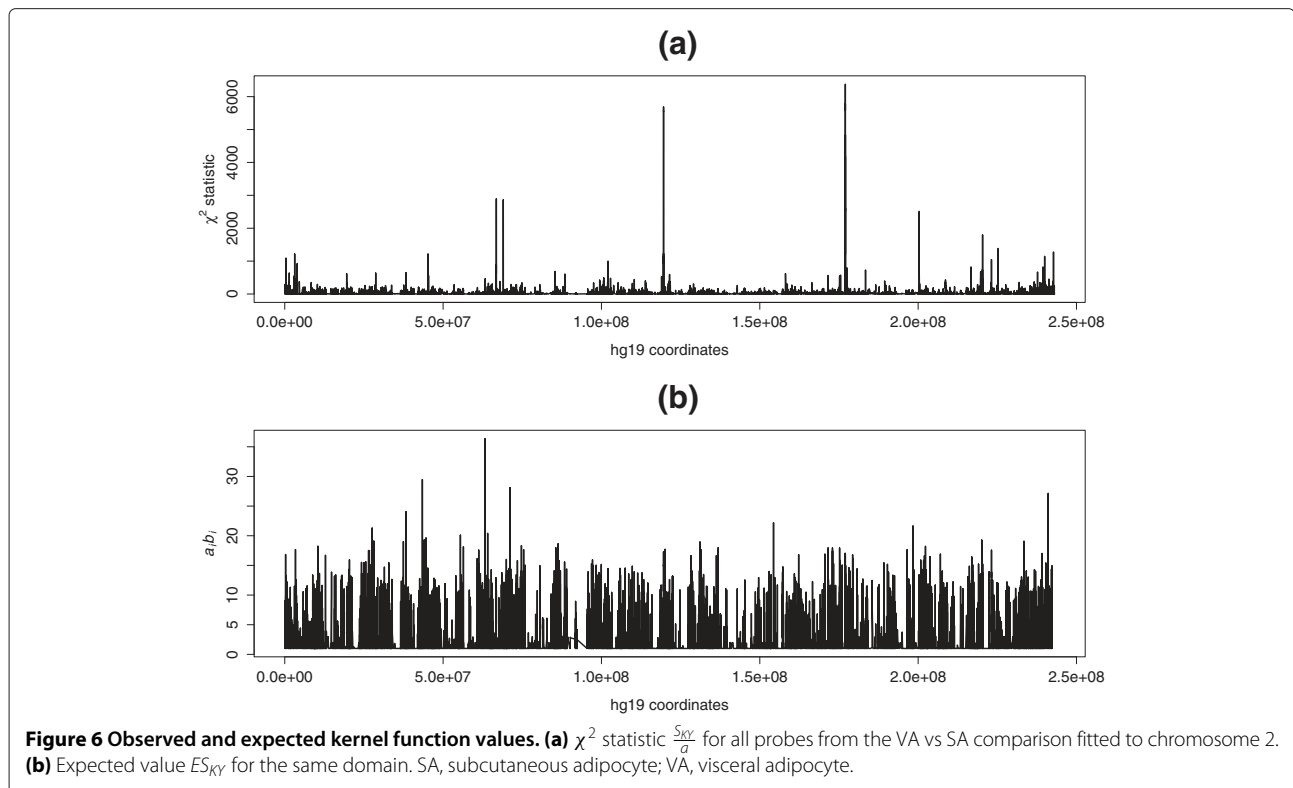 (a)
χ² statistic
6000
4000
2000
0
0.0e+00 5.0e+07 1.0e+08 1.5e+08 2.0e+08 2.5e+08
hg19 coordinates
(b)
aᵢbᵢ
30
20
10
5
0
0.0e+00 5.0e+07 1.0e+08 1.5e+08 2.0e+08 2.5e+08
hg19 coordinates
Figure 6 Observed and expected kernel function values. (a) χ² statistic S_KY/a for all probes from the VA vs SA comparison fitted to chromosome 2.
(b) Expected value ES_KY for the same domain. SA, subcutaneous adipocyte; VA, visceral adipocyte.